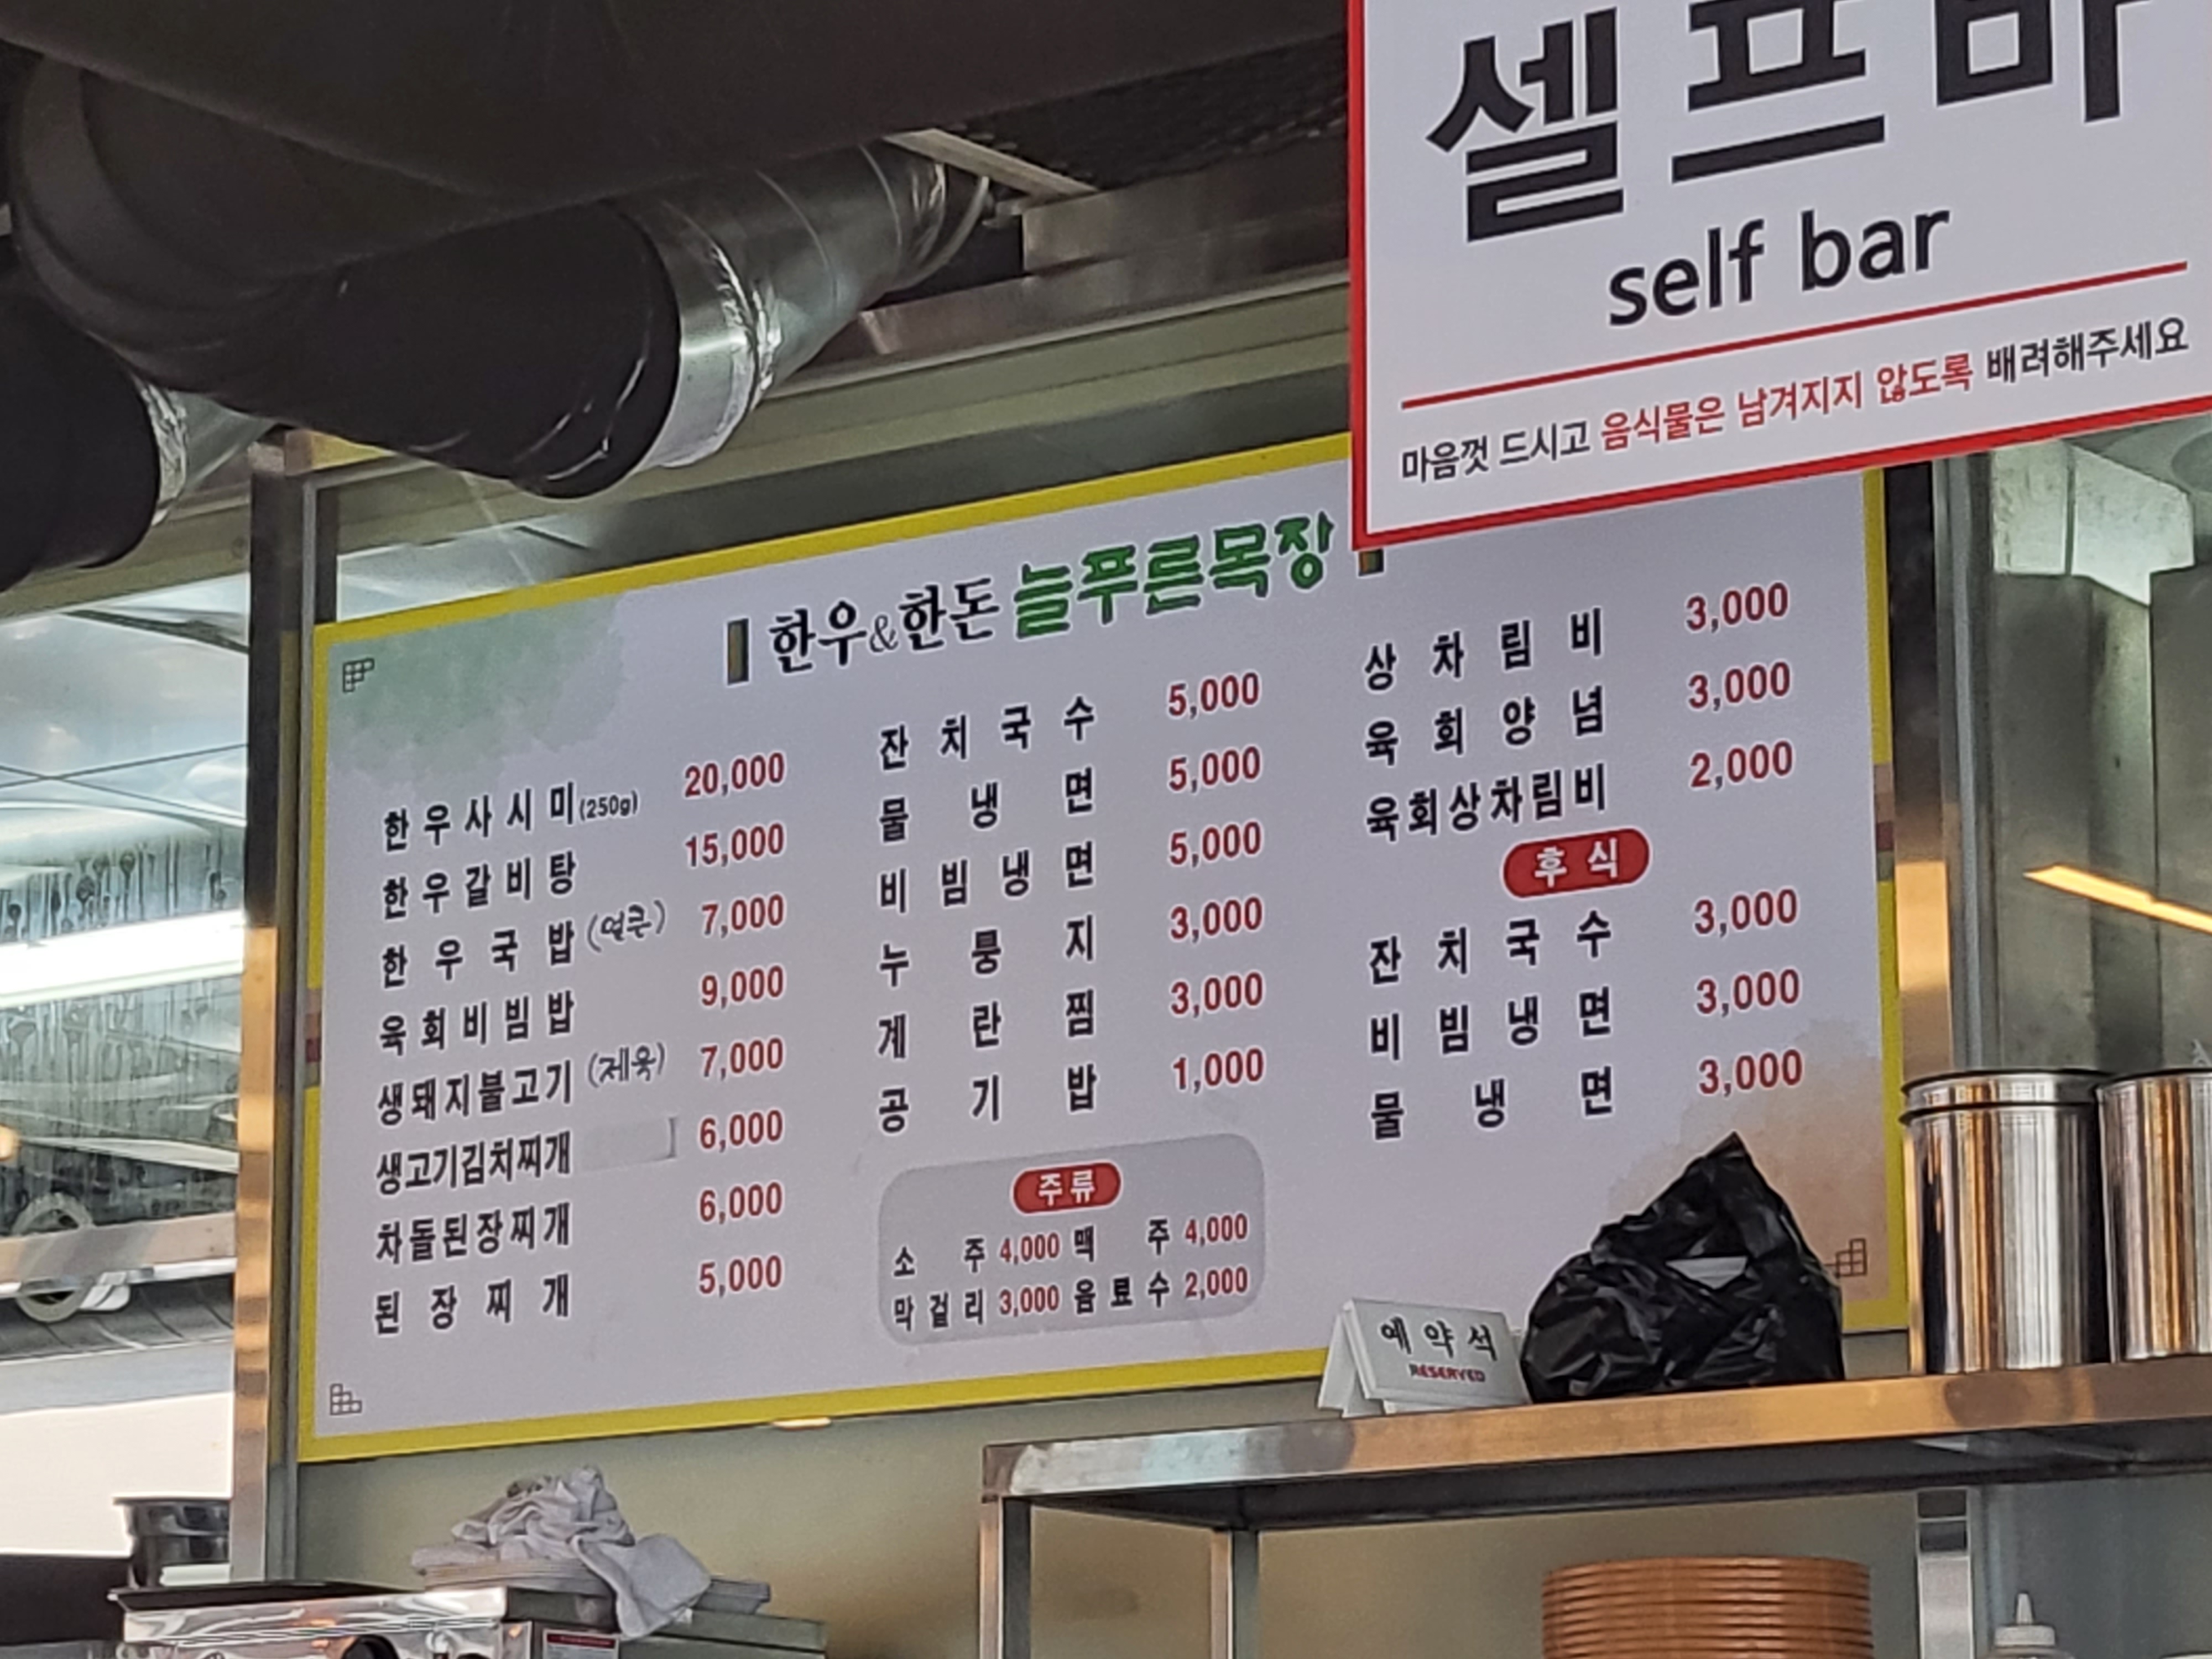 셀프바
self bar
마음껏 드시고 음식물은 남겨지지 않도록 배려해주세요
한우&한돈 늘푸른목장
한우사시미(250g) 20,000
한우갈비탕 15,000
한우국밥 (얼큰) 7,000
육회비빔밥 9,000
생돼지불고기 (제육) 7,000
생고기김치찌개 6,000
차돌된장찌개 6,000
된장찌개 5,000
잔치국수 5,000
물냉면 5,000
비빔냉면 5,000
누룽지 3,000
계란찜 3,000
공기밥 1,000
주류
소주 4,000 맥주 4,000
막걸리 3,000 음료수 2,000
상차림비 3,000
육회양념 3,000
육회상차림비 2,000
후식
잔치국수 3,000
비빔냉면 3,000
물냉면 3,000
예약석
RESERVED